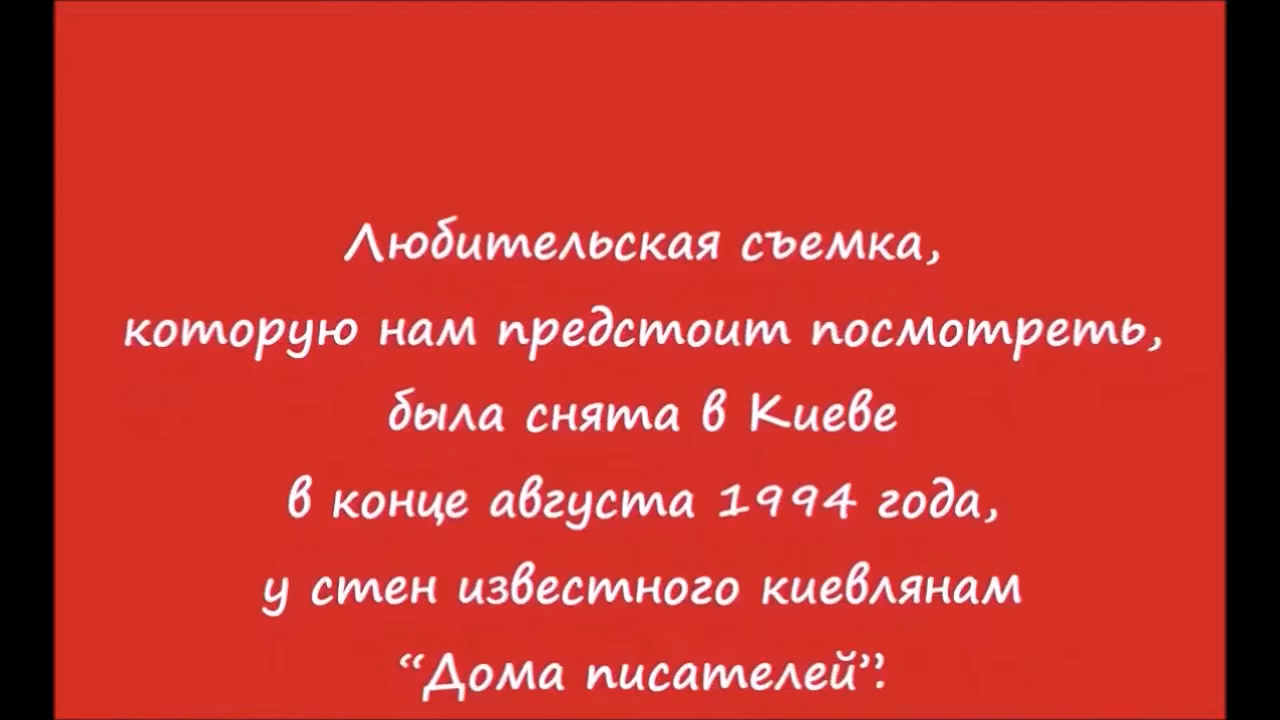 Любительская съемка,
которую нам предстоит посмотреть,
была снята в Киеве
в конце августа 1994 года,
у стен известного киевлянам
“Дома писателей”.